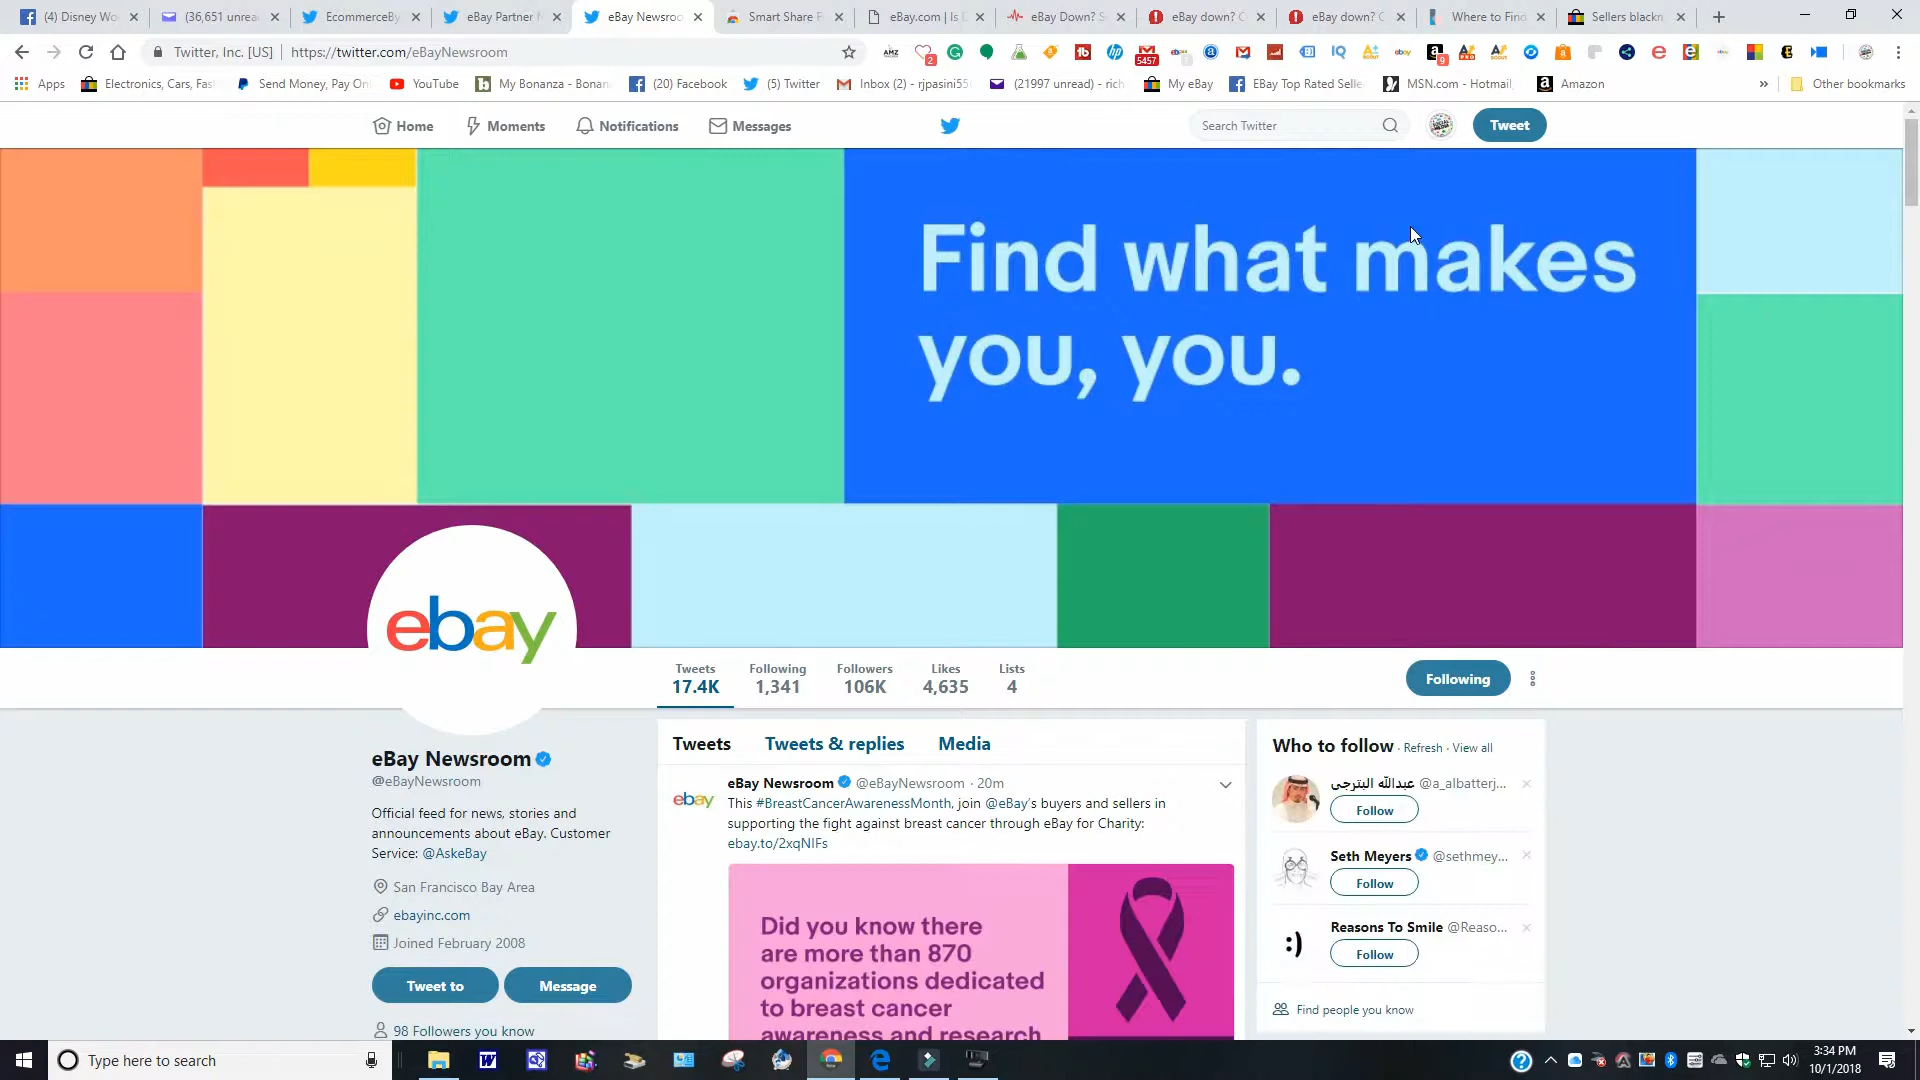 (4) Disney Wo
(36,651 unrea
EcommerceBy
eBay Partner
eBay Newsroo
Smart Share F
eBay.com | Is
eBay Down? S
eBay down? C
eBay down? C
Where to Find
Sellers blackm
Twitter, Inc. [US]
https://twitter.com/eBayNewsroom
5457
Apps
Electronics, Cars, Fas
Send Money, Pay On
YouTube
My Bonanza - Bonan
(20) Facebook
(5) Twitter
Inbox (2) - rjpasini55
(21997 unread) - rich
My eBay
EBay Top Rated Selle
MSN.com - Hotmail,
Amazon
»
Other bookmarks
Home
Moments
Notifications
Messages
Search Twitter
Tweet
Find what makes
you, you.
ebay
Tweets
17.4K
Following
1,341
Followers
106K
Likes
4,635
Lists
4
Following
eBay Newsroom
@eBayNewsroom
Official feed for news, stories and
announcements about eBay. Customer
Service: @AskeBay
San Francisco Bay Area
ebayinc.com
Joined February 2008
Tweet to
Message
98 Followers you know
Tweets
Tweets & replies
Media
ebay
eBay Newsroom @eBayNewsroom · 20m
This #BreastCancerAwarenessMonth, join @eBay's buyers and sellers in
supporting the fight against breast cancer through eBay for Charity:
ebay.to/2xqNIFs
Did you know there
are more than 870
organizations dedicated
to breast cancer
awareness and research
Who to follow · Refresh · View all
عبدالله البترجي @a_albatterj...
Follow
Seth Meyers @sethmey...
Follow
:)
Reasons To Smile @Reaso...
Follow
Find people you know
Type here to search
3:34 PM
10/1/2018